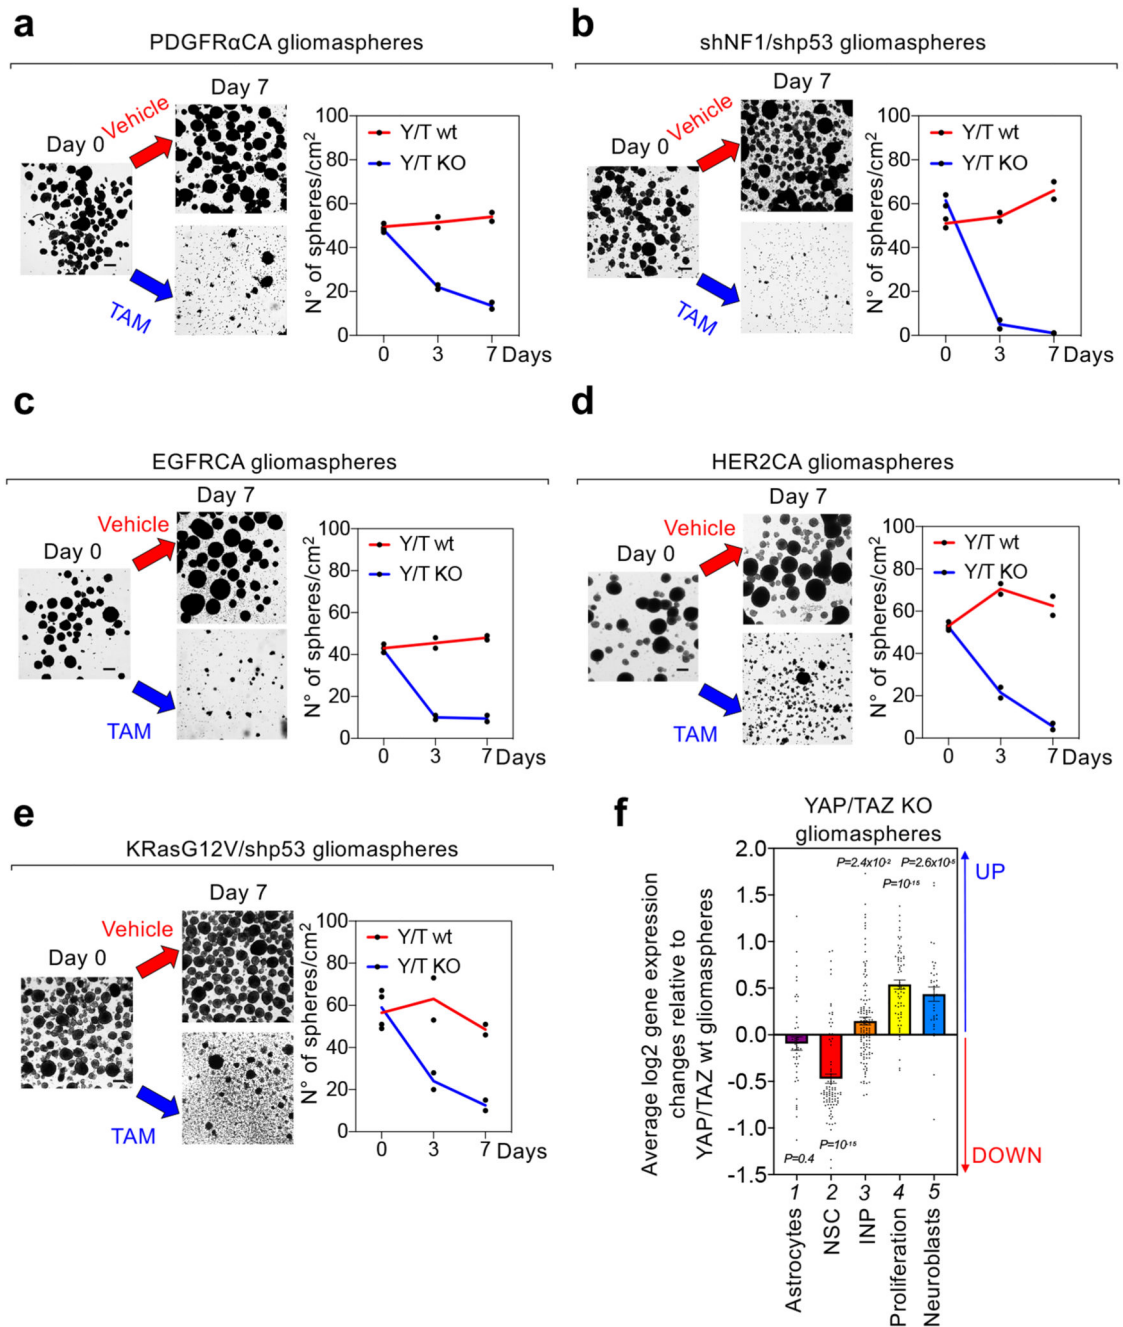 a
PDGFRαCA gliomaspheres
Day 7
Vehicle
Day 0
TAM
N° of spheres/cm2
100
80
60
40
20
0
Y/T wt
Y/T KO
0 3 7 Days
b
shNF1/shp53 gliomaspheres
Day 7
Vehicle
Day 0
TAM
N° of spheres/cm2
100
80
60
40
20
0
Y/T wt
Y/T KO
0 3 7 Days
c
EGFRCA gliomaspheres
Day 7
Vehicle
Day 0
TAM
N° of spheres/cm2
100
80
60
40
20
0
Y/T wt
Y/T KO
0 3 7 Days
d
HER2CA gliomaspheres
Day 7
Vehicle
Day 0
TAM
N° of spheres/cm2
100
80
60
40
20
0
Y/T wt
Y/T KO
0 3 7 Days
e
KRasG12V/shp53 gliomaspheres
Day 7
Vehicle
Day 0
TAM
N° of spheres/cm2
100
80
60
40
20
0
Y/T wt
Y/T KO
0 3 7 Days
f
YAP/TAZ KO
gliomaspheres
Average log2 gene expression
changes relative to
YAP/TAZ wt gliomaspheres
2.0
1.5
1.0
0.5
0.0
-0.5
-1.0
-1.5
P=2.4x10-2 P=2.6x10-5
P=10-15
UP
P=10-15
P=0.4
DOWN
1 2 3 4 5
Astrocytes
NSC
INP
Proliferation
Neuroblasts